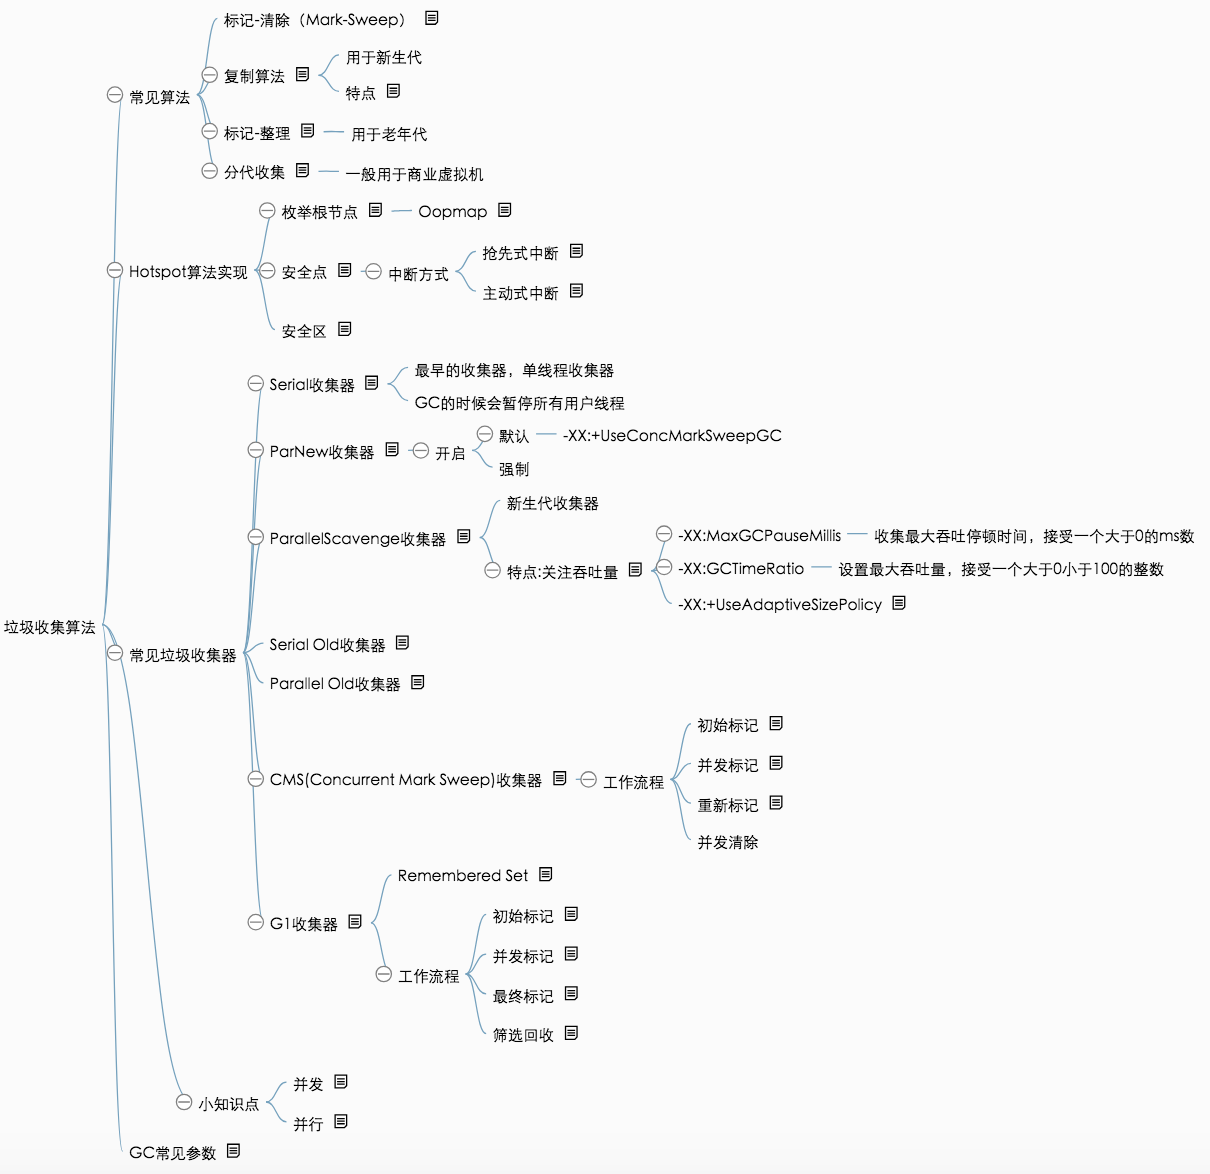 垃圾收集算法
常见算法
标记-清除（Mark-Sweep）
复制算法
用于新生代
特点
标记-整理
用于老年代
分代收集
一般用于商业虚拟机
Hotspot算法实现
枚举根节点
Oopmap
安全点
中断方式
抢先式中断
主动式中断
安全区
常见垃圾收集器
Serial收集器
最早的收集器，单线程收集器
GC的时候会暂停所有用户线程
ParNew收集器
开启
默认
-XX:+UseConcMarkSweepGC
强制
ParallelScavenge收集器
新生代收集器
特点:关注吞吐量
-XX:MaxGCPauseMillis
收集最大吞吐停顿时间，接受一个大于0的ms数
-XX:GCTimeRatio
设置最大吞吐量，接受一个大于0小于100的整数
-XX:+UseAdaptiveSizePolicy
Serial Old收集器
Parallel Old收集器
CMS(Concurrent Mark Sweep)收集器
工作流程
初始标记
并发标记
重新标记
并发清除
G1收集器
Remembered Set
工作流程
初始标记
并发标记
最终标记
筛选回收
小知识点
并发
并行
GC常见参数